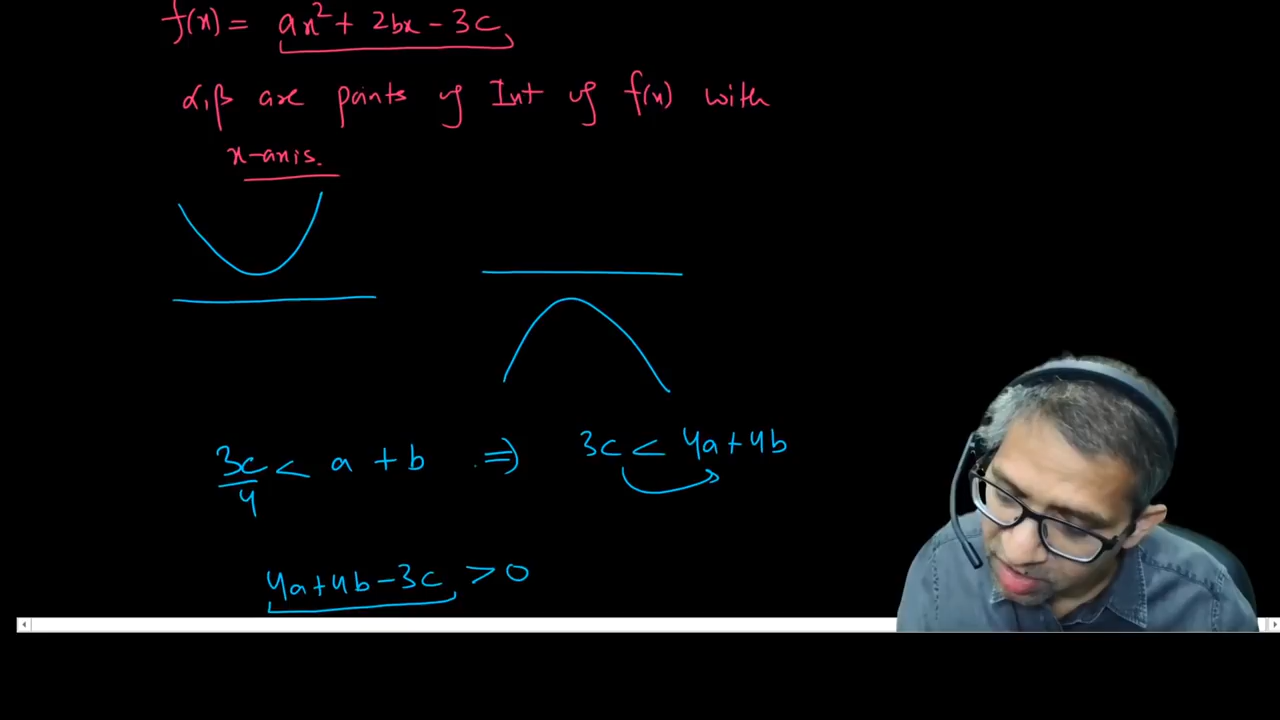 f(x) = ax² + 2bx - 3c
α,β are points of Int of f(x) with
x-axis.
3c/4 < a + b ⇒ 3c < 4a + 4b
4a + 4b - 3c > 0